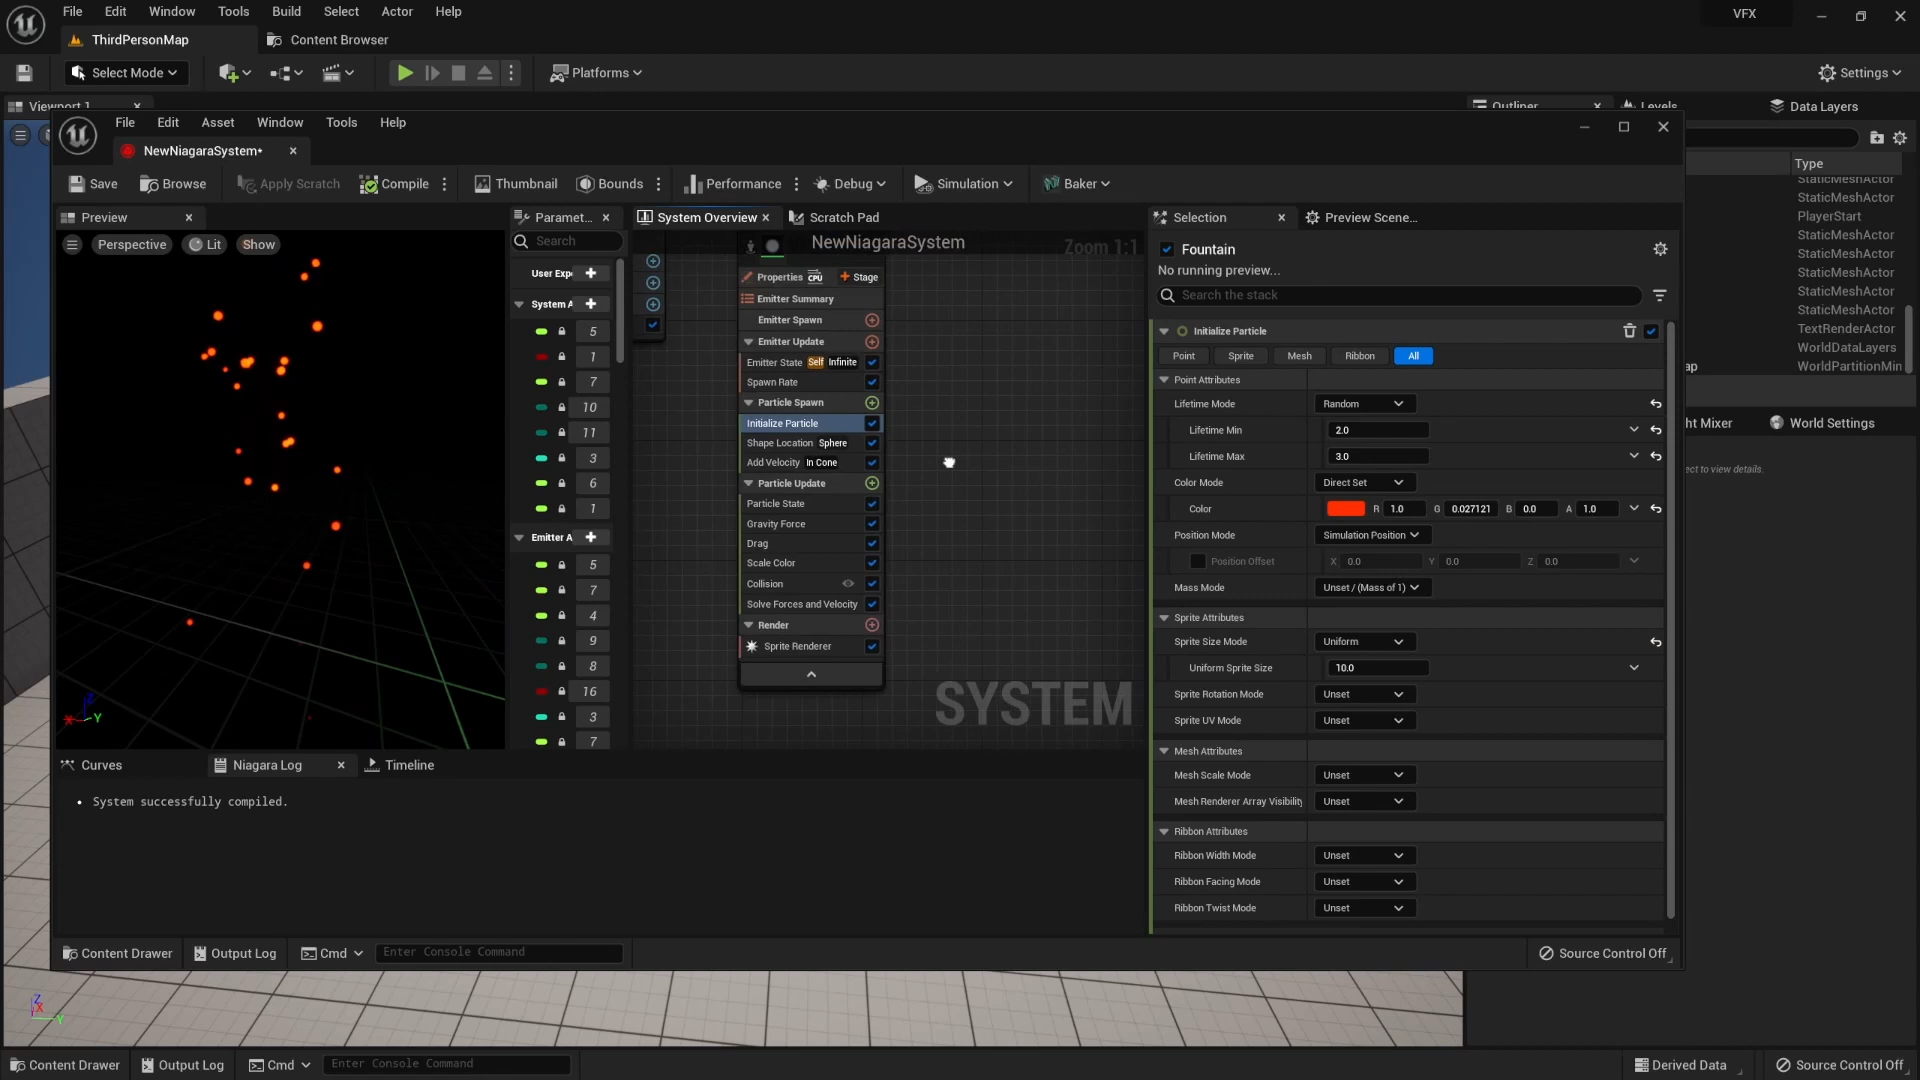 File Edit Window Tools Build Select Actor Help
VFX
ThirdPersonMap
Content Browser
Select Mode
Platforms
Settings
Viewport 1
Outliner
Levels
Data Layers
File Edit Asset Window Tools Help
NewNiagaraSystem*
Save
Browse
Apply Scratch
Compile
Thumbnail
Bounds
Performance
Debug
Simulation
Baker
Preview
Perspective
Lit
Show
Paramet...
Search
User Exp
System A
5
1
7
10
11
3
6
1
Emitter A
5
7
4
9
8
16
3
7
System Overview
Scratch Pad
NewNiagaraSystem
Zoom 1:1
Properties CPU Stage
Emitter Summary
Emitter Spawn
Emitter Update
Emitter State Self Infinite
Spawn Rate
Particle Spawn
Initialize Particle
Shape Location Sphere
Add Velocity In Cone
Particle Update
Particle State
Gravity Force
Drag
Scale Color
Collision
Solve Forces and Velocity
Render
Sprite Renderer
SYSTEM
Selection
Preview Scene...
Fountain
No running preview...
Search the stack
Initialize Particle
Point Sprite Mesh Ribbon All
Point Attributes
Lifetime Mode Random
Lifetime Min 2.0
Lifetime Max 3.0
Color Mode Direct Set
Color R 1.0 G 0.027121 B 0.0 A 1.0
Position Mode Simulation Position
Position Offset X 0.0 Y 0.0 Z 0.0
Mass Mode Unset / (Mass of 1)
Sprite Attributes
Sprite Size Mode Uniform
Uniform Sprite Size 10.0
Sprite Rotation Mode Unset
Sprite UV Mode Unset
Mesh Attributes
Mesh Scale Mode Unset
Mesh Renderer Array Visibility Unset
Ribbon Attributes
Ribbon Width Mode Unset
Ribbon Facing Mode Unset
Ribbon Twist Mode Unset
Type
StaticMeshActor
StaticMeshActor
PlayerStart
StaticMeshActor
StaticMeshActor
StaticMeshActor
StaticMeshActor
StaticMeshActor
TextRenderActor
WorldDataLayers
ap WorldPartitionMin
ht Mixer
World Settings
ect to view details.
Z
X Y
Curves
Niagara Log
Timeline
• System successfully compiled.
Content Drawer
Output Log
Cmd
Enter Console Command
Source Control Off
Z
X
Y
Content Drawer
Output Log
Cmd
Enter Console Command
Derived Data
Source Control Off